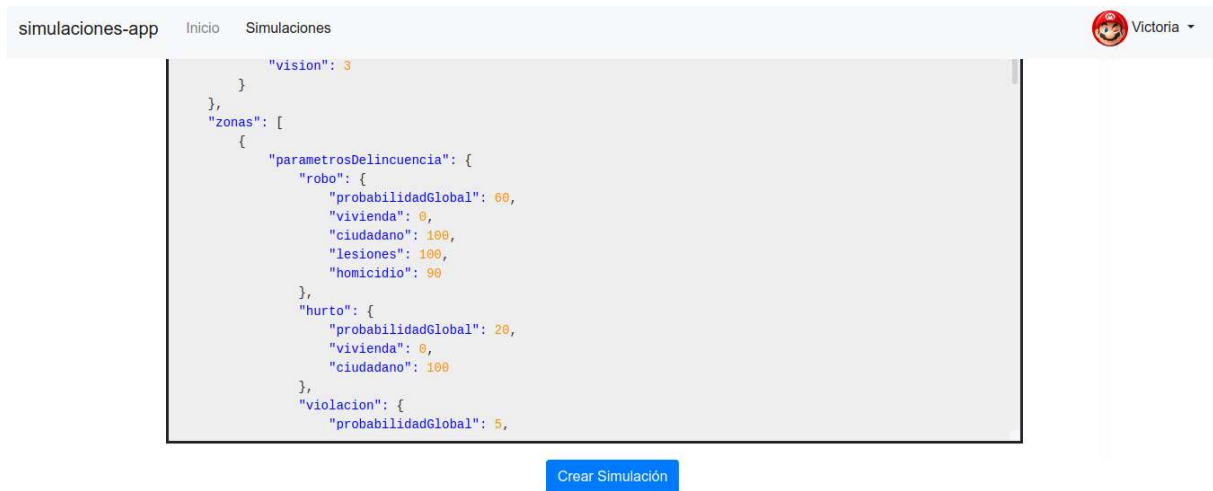 simulaciones-app Inicio Simulaciones Victoria
"vision": 3
}
},
"zonas": [
{
"parametrosDelincuencia": {
"robo": {
"probabilidadGlobal": 60,
"vivienda": 0,
"ciudadano": 100,
"lesiones": 100,
"homicidio": 90
},
"hurto": {
"probabilidadGlobal": 20,
"vivienda": 0,
"ciudadano": 100
},
"violacion": {
"probabilidadGlobal": 5,
Crear Simulación